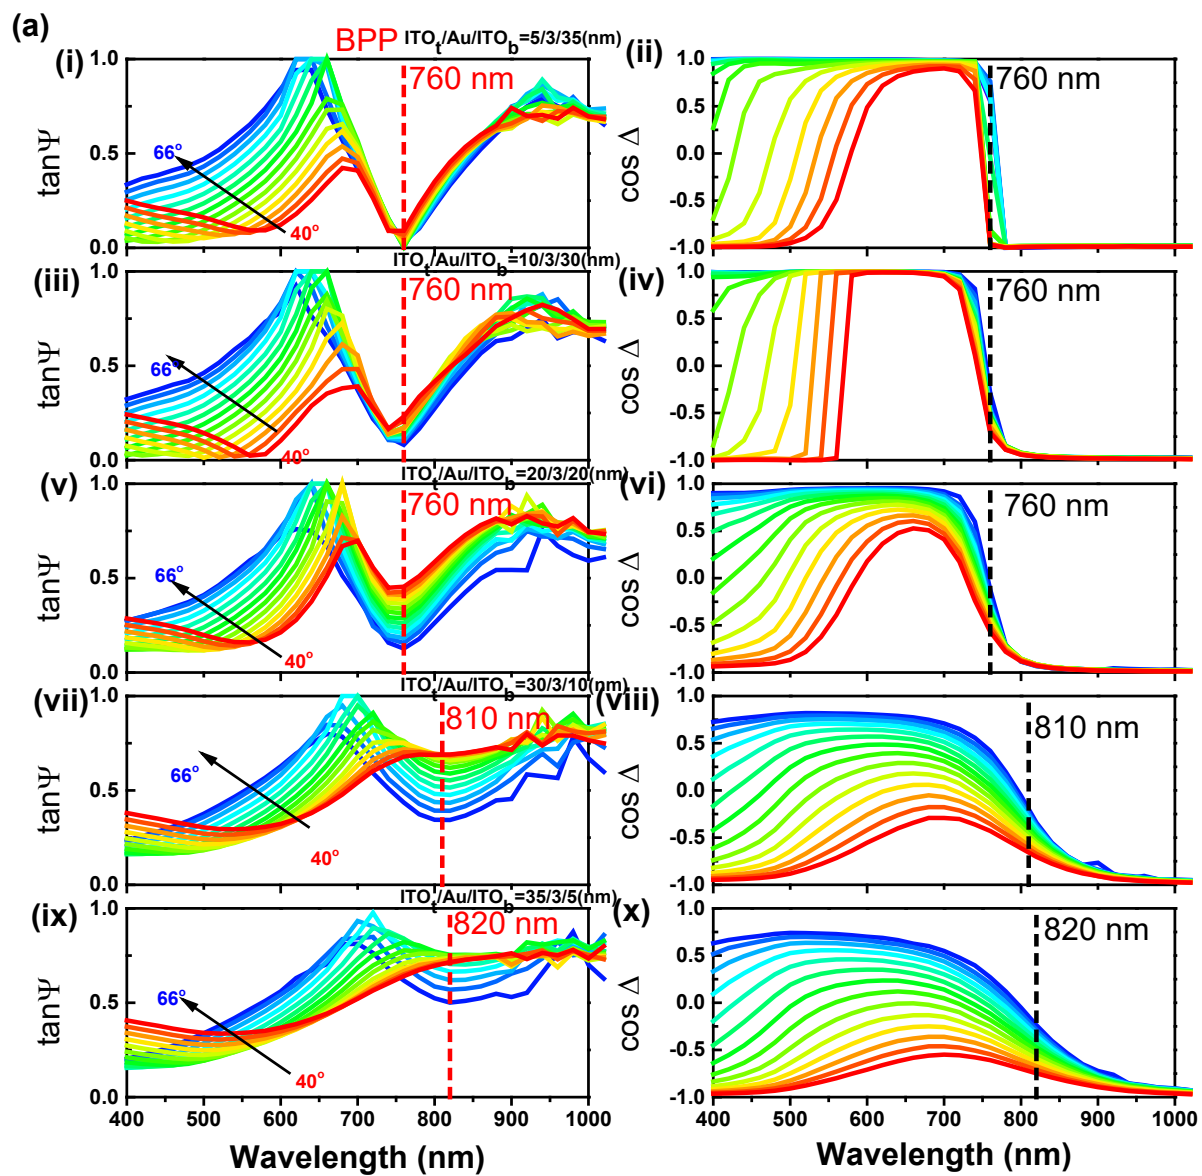 (a)
BPP ITOt/Au/ITOb=5/3/35(nm)
(i)
760 nm
66°
40°
tanΨ
1.0
0.5
0.0
(ii)
760 nm
cos Δ
1.0
0.5
0.0
-0.5
-1.0
ITOt/Au/ITOb=10/3/30(nm)
(iii)
760 nm
66°
40°
tanΨ
1.0
0.5
0.0
(iv)
760 nm
cos Δ
1.0
0.5
0.0
-0.5
-1.0
ITOt/Au/ITOb=20/3/20(nm)
(v)
760 nm
66°
40°
tanΨ
1.0
0.5
0.0
(vi)
760 nm
cos Δ
1.0
0.5
0.0
-0.5
-1.0
ITOt/Au/ITOb=30/3/10(nm)
(vii)
810 nm
66°
40°
tanΨ
1.0
0.5
0.0
(viii)
810 nm
cos Δ
1.0
0.5
0.0
-0.5
-1.0
ITOt/Au/ITOb=35/3/5(nm)
(ix)
820 nm
66°
40°
tanΨ
1.0
0.5
0.0
400 500 600 700 800 900 1000
Wavelength (nm)
(x)
820 nm
cos Δ
1.0
0.5
0.0
-0.5
-1.0
400 500 600 700 800 900 1000
Wavelength (nm)